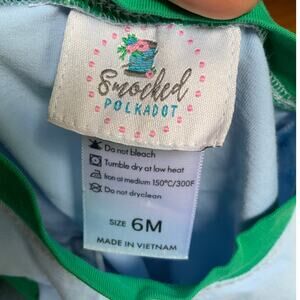 Smocked
POLKADOT
Do not bleach
Tumble dry at low heat
Iron at medium 150°C/300F
Do not dryclean
SIZE 6M
MADE IN VIETNAM